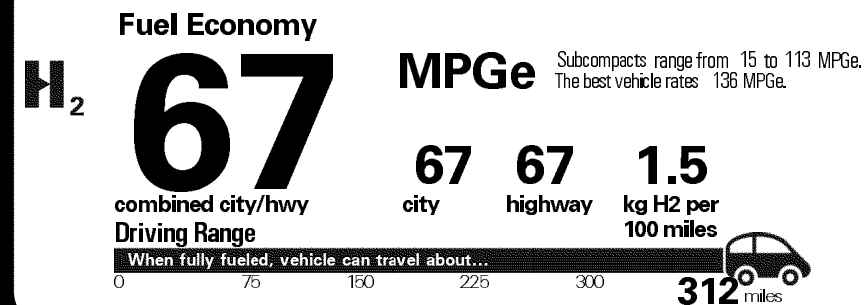 Fuel Economy
H2
67
MPGe
Subcompacts range from 15 to 113 MPGe.
The best vehicle rates 136 MPGe.
combined city/hwy
67
city
67
highway
1.5
kg H2 per
100 miles
Driving Range
When fully fueled, vehicle can travel about...
0 75 150 225 300
312 miles